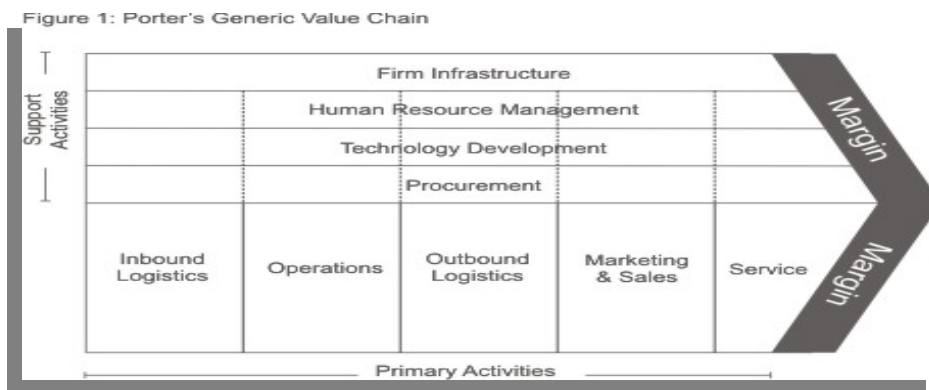 Figure 1: Porter's Generic Value Chain
Support
Activities
Firm Infrastructure
Human Resource Management
Technology Development
Procurement
Margin
Inbound
Logistics
Operations
Outbound
Logistics
Marketing
& Sales
Service
Margin
Primary Activities